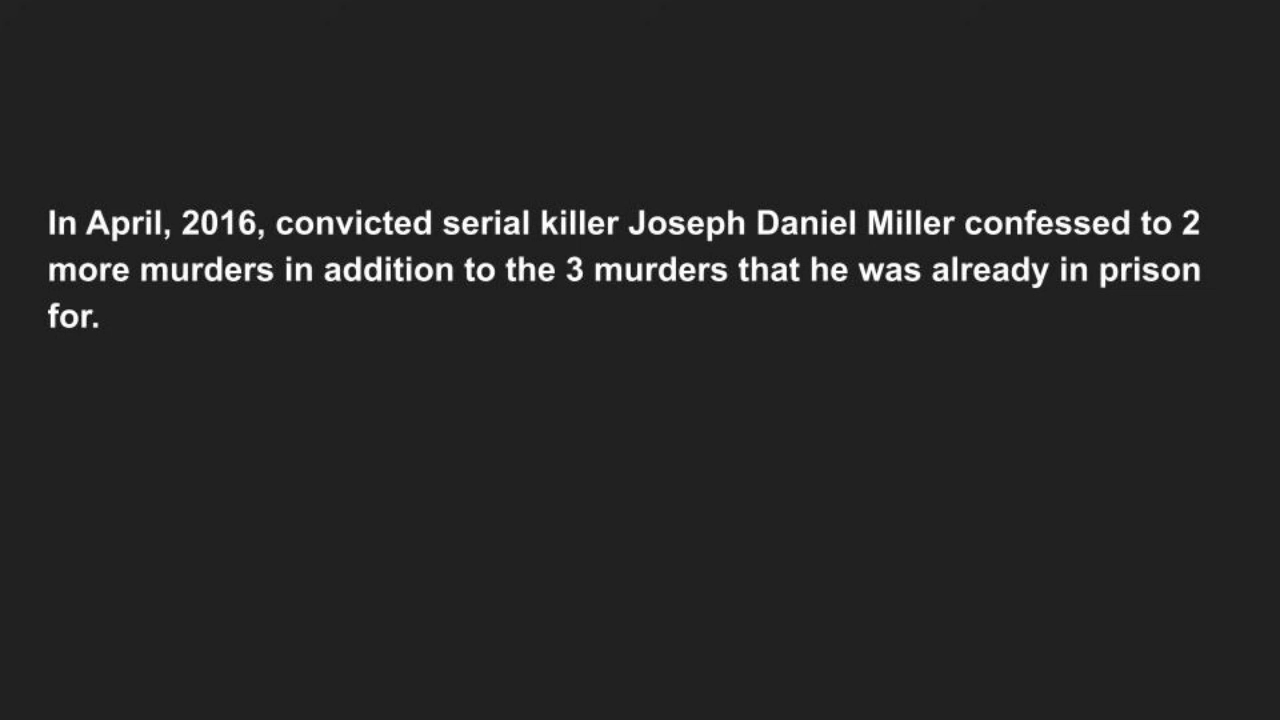 In April, 2016, convicted serial killer Joseph Daniel Miller confessed to 2
more murders in addition to the 3 murders that he was already in prison
for.